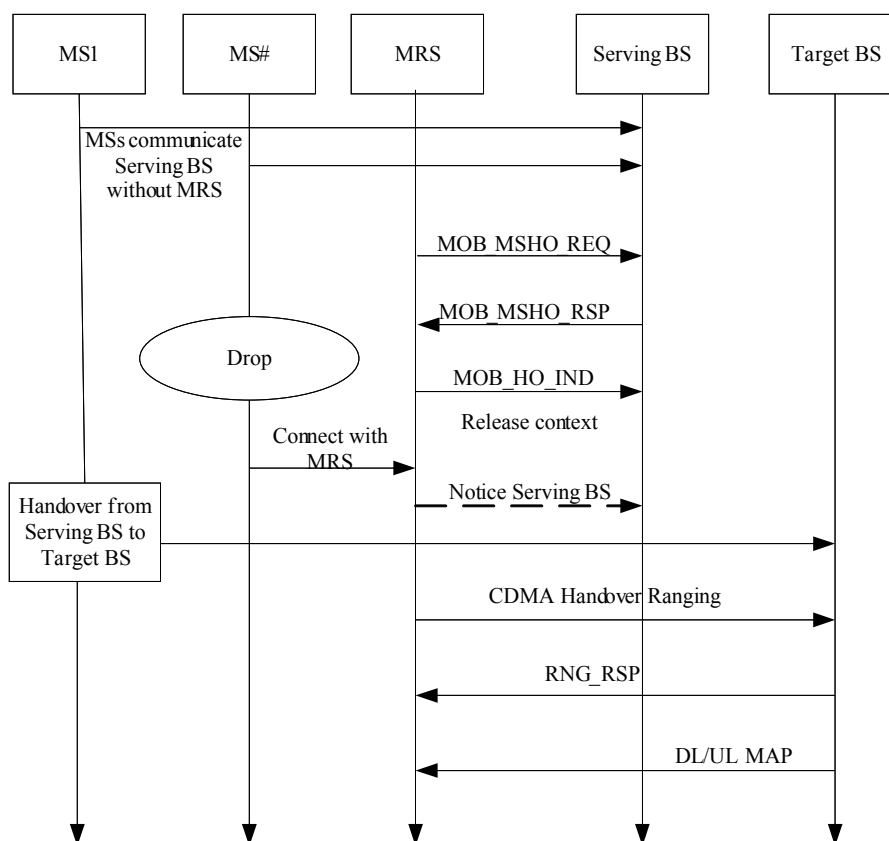 MS1
MS#
MRS
Serving BS
Target BS
MSs communicate
Serving BS
without MRS
MOB_MSHO_REQ
MOB_MSHO_RSP
Drop
MOB_HO_IND
Release context
Connect with
MRS
Notice Serving BS
Handover from
Serving BS to
Target BS
CDMA Handover Ranging
RNG_RSP
DL/UL MAP